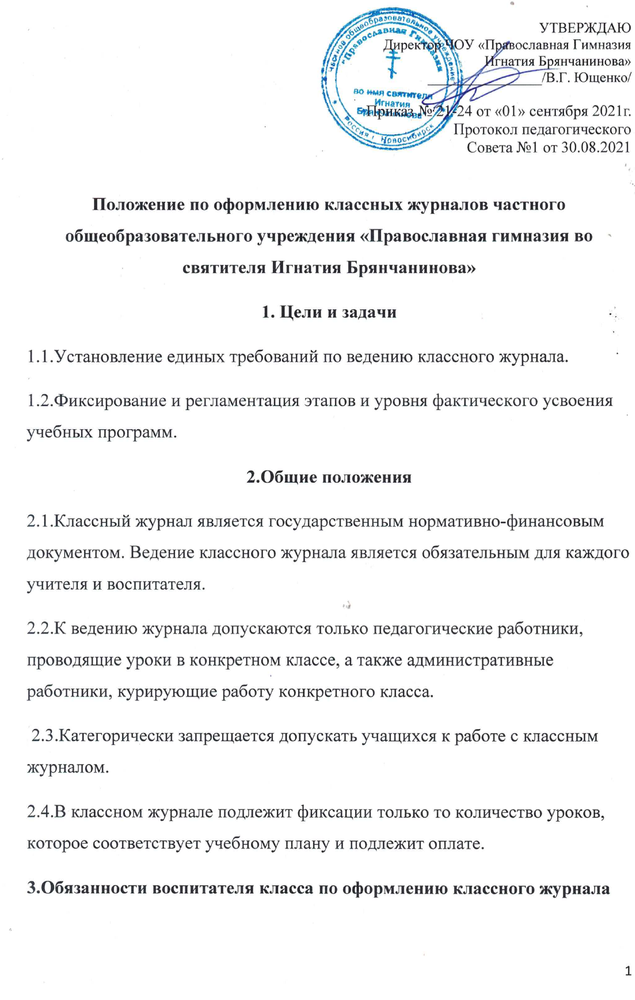 УТВЕРЖДАЮ
Директор ЧОУ «Православная Гимназия
Игнатия Брянчанинова»
/В.Г. Ющенко/
Приказ № 21-24 от «01» сентября 2021г.
Протокол педагогического
Совета №1 от 30.08.2021
Частное общеобразовательное учреждение
"Православная Гимназия
во имя святителя
Игнатия
Брянчанинова"
Россия г. Новосибирск
Положение по оформлению классных журналов частного
общеобразовательного учреждения «Православная гимназия во
святителя Игнатия Брянчанинова»
1. Цели и задачи
1.1.Установление единых требований по ведению классного журнала.
1.2.Фиксирование и регламентация этапов и уровня фактического усвоения
учебных программ.
2.Общие положения
2.1.Классный журнал является государственным нормативно-финансовым
документом. Ведение классного журнала является обязательным для каждого
учителя и воспитателя.
2.2.К ведению журнала допускаются только педагогические работники,
проводящие уроки в конкретном классе, а также административные
работники, курирующие работу конкретного класса.
2.3.Категорически запрещается допускать учащихся к работе с классным
журналом.
2.4.В классном журнале подлежит фиксации только то количество уроков,
которое соответствует учебному плану и подлежит оплате.
3.Обязанности воспитателя класса по оформлению классного журнала
1